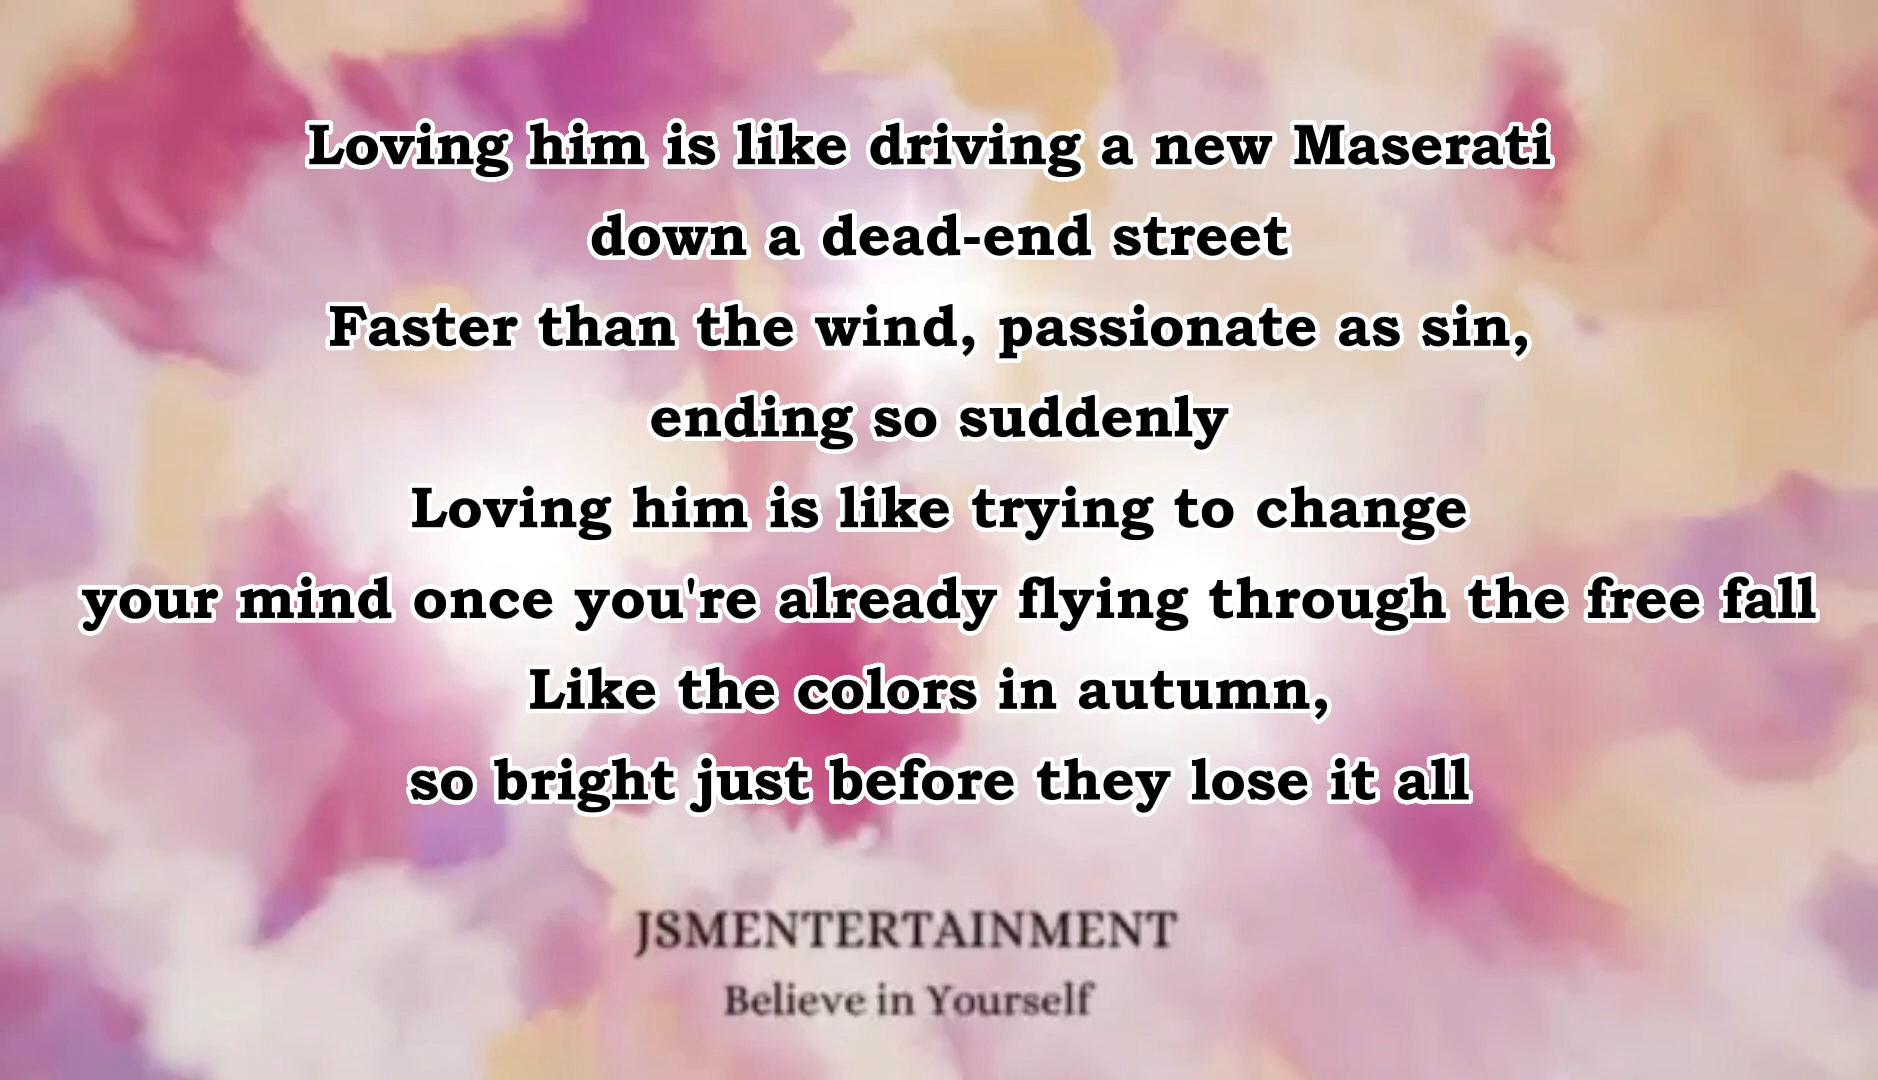 Loving him is like driving a new Maserati
down a dead-end street
Faster than the wind, passionate as sin,
ending so suddenly
Loving him is like trying to change
your mind once you're already flying through the free fall
Like the colors in autumn,
so bright just before they lose it all
JSMENTERTAINMENT
Believe in Yourself